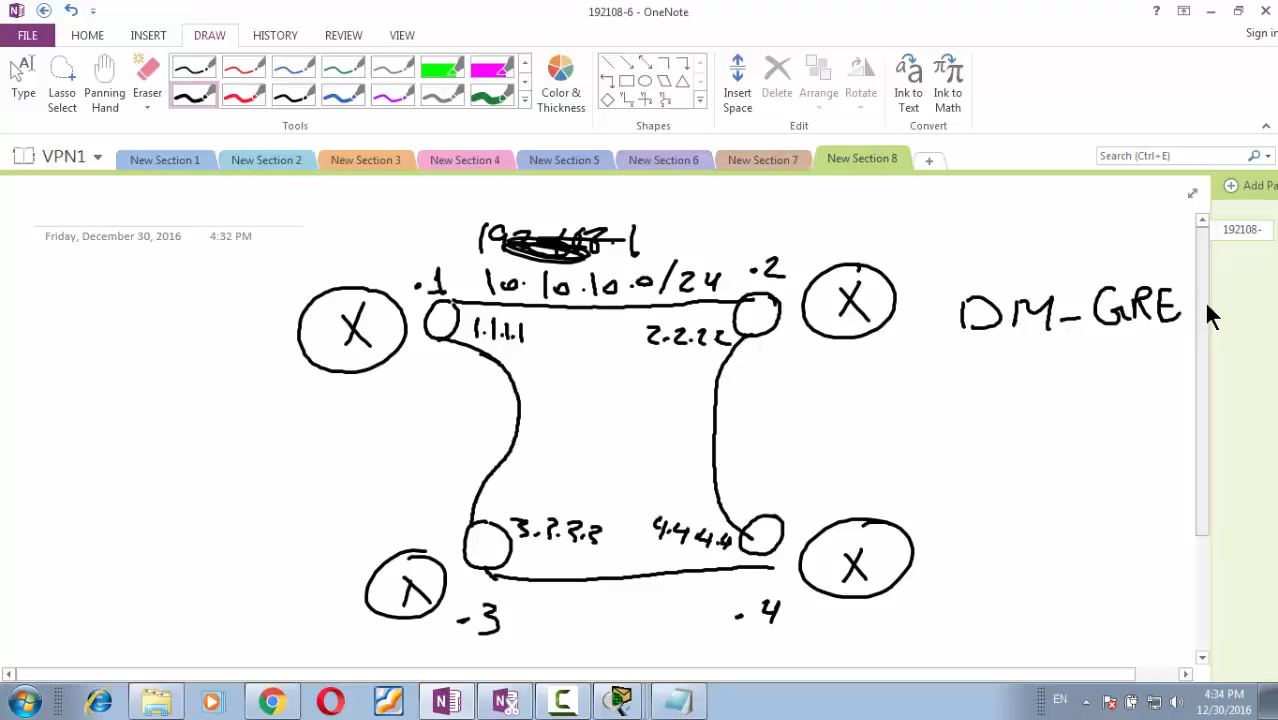 192108-6 - OneNote
? 
Sign in
FILE HOME INSERT DRAW HISTORY REVIEW VIEW
Type
Lasso Select
Panning Hand
Eraser
Color & Thickness
Insert Space
Delete
Arrange
Rotate
Ink to Text
Ink to Math
Tools
Shapes
Edit
Convert
VPN1
New Section 1
New Section 2
New Section 3
New Section 4
New Section 5
New Section 6
New Section 7
New Section 8
Search (Ctrl+E)
Add Pa
192108-
Friday, December 30, 2016 4:32 PM
10.10.10.0/24
.1
.2
X
X
DM-GRE
1.1.1.1
2.2.2.2
3.3.3.3
4.4.4.4
X
X
.3
.4
EN
4:34 PM
12/30/2016